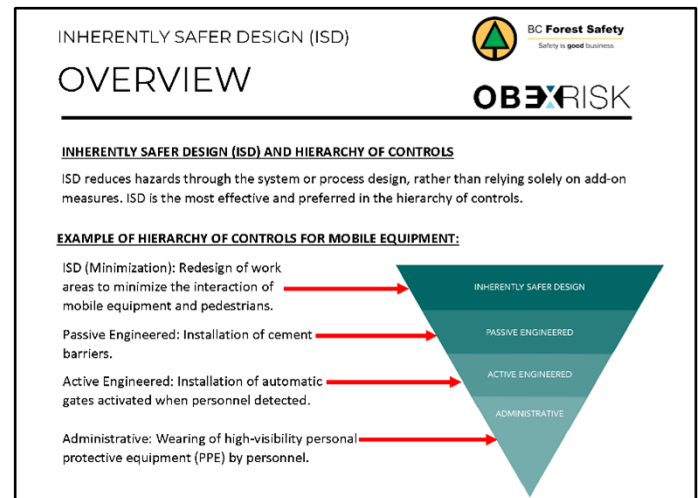 INHERENTLY SAFER DESIGN (ISD)
OVERVIEW
BC Forest Safety
Safety is good business
OBEXRISK
INHERENTLY SAFER DESIGN (ISD) AND HIERARCHY OF CONTROLS
ISD reduces hazards through the system or process design, rather than relying solely on add-on
measures. ISD is the most effective and preferred in the hierarchy of controls.
EXAMPLE OF HIERARCHY OF CONTROLS FOR MOBILE EQUIPMENT:
ISD (Minimization): Redesign of work
areas to minimize the interaction of
mobile equipment and pedestrians.
Passive Engineered: Installation of cement
barriers.
Active Engineered: Installation of automatic
gates activated when personnel detected.
Administrative: Wearing of high-visibility personal
protective equipment (PPE) by personnel.
INHERENTLY SAFER DESIGN
PASSIVE ENGINEERED
ACTIVE ENGINEERED
ADMINISTRATIVE